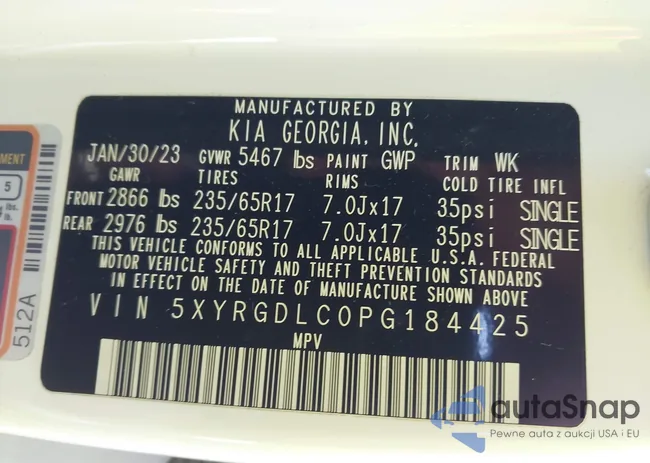 MANUFACTURED BY
KIA GEORGIA, INC.
JAN/30/23 GVWR 5467 lbs PAINT GWP TRIM WK
GAWR TIRES RIMS COLD TIRE INFL
FRONT 2866 lbs 235/65R17 7.0Jx17 35psi SINGLE
REAR 2976 lbs 235/65R17 7.0Jx17 35psi SINGLE
THIS VEHICLE CONFORMS TO ALL APPLICABLE U.S.A. FEDERAL
MOTOR VEHICLE SAFETY AND THEFT PREVENTION STANDARDS
IN EFFECT ON THE DATE OF MANUFACTURE SHOWN ABOVE
VIN 5XYRGDLC0PG184425
MPV
5
512A
autaSnap
Pewne auta z aukcji USA i EU